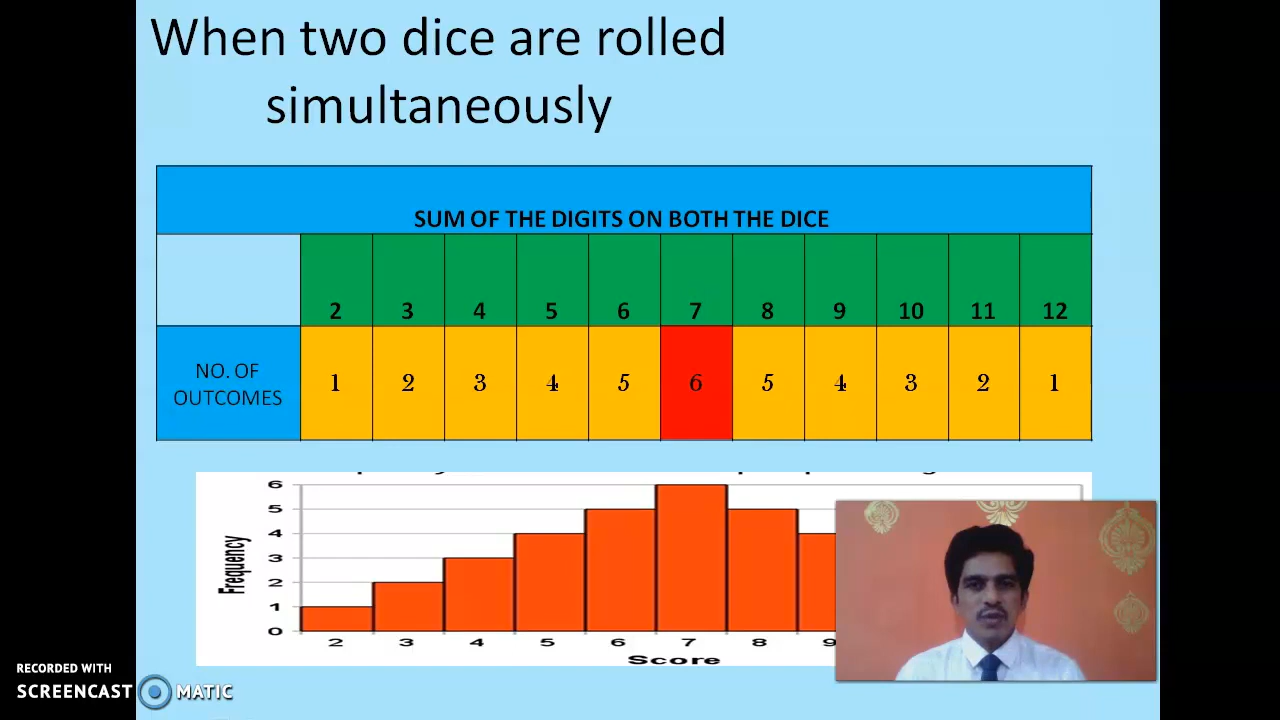 When two dice are rolled
simultaneously
SUM OF THE DIGITS ON BOTH THE DICE
2 3 4 5 6 7 8 9 10 11 12
NO. OF
OUTCOMES
1 2 3 4 5 6 5 4 3 2 1
Frequency
6
5
4
3
2
1
0
2 3 4 5 6 7 8 9
Score
RECORDED WITH
SCREENCAST MATIC